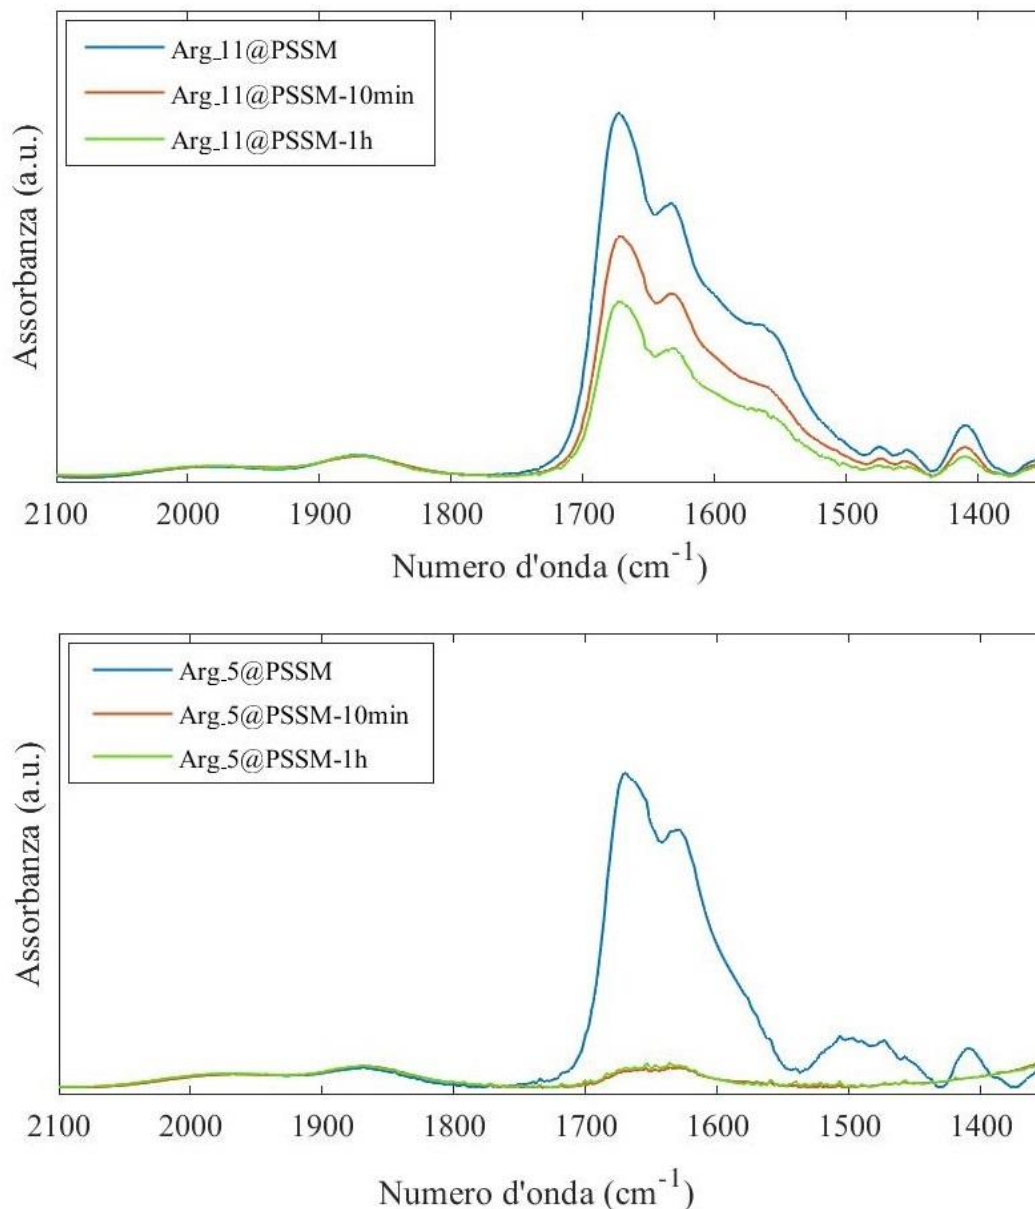 Arg_11@PSSM
Arg_11@PSSM-10min
Arg_11@PSSM-1h
Assorbanza (a.u.)
2100 2000 1900 1800 1700 1600 1500 1400
Numero d'onda (cm⁻¹)
Arg_5@PSSM
Arg_5@PSSM-10min
Arg_5@PSSM-1h
Assorbanza (a.u.)
2100 2000 1900 1800 1700 1600 1500 1400
Numero d'onda (cm⁻¹)